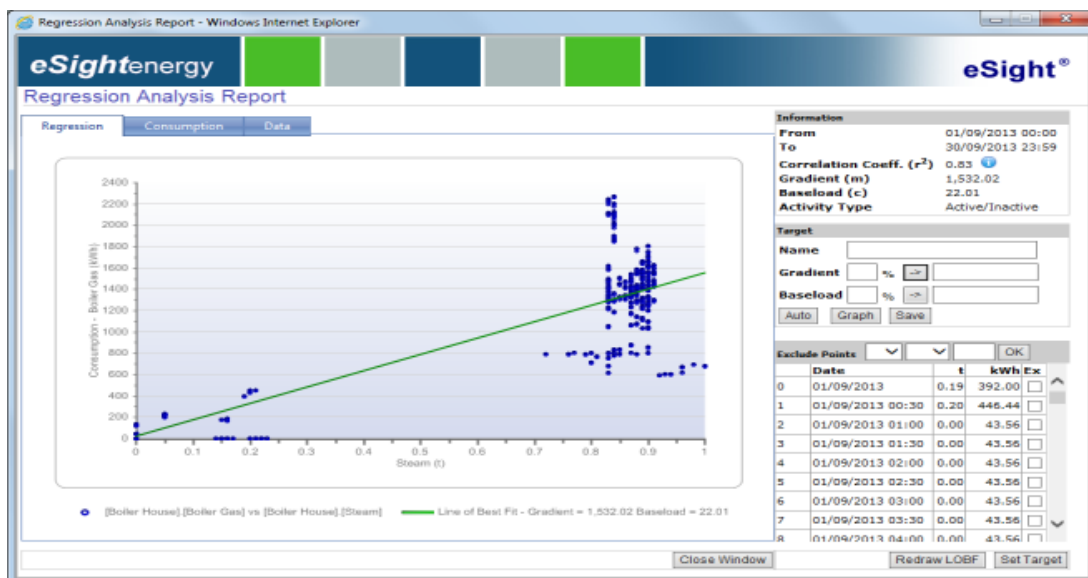 Regression Analysis Report - Windows Internet Explorer
eSightenergy
eSight®
Regression Analysis Report
Regression Consumption Data
2400
2200
2000
1800
1600
1400
1200
1000
800
600
400
200
0
Consumption - Boiler Gas (kWh)
0 0.1 0.2 0.3 0.4 0.5 0.6 0.7 0.8 0.9 1
Steam (t)
[Boiler House].[Boiler Gas] vs [Boiler House].[Steam] Line of Best Fit - Gradient = 1,532.02 Baseload = 22.01
Information
From 01/09/2013 00:00
To 30/09/2013 23:59
Correlation Coeff. (r²) 0.83
Gradient (m) 1,532.02
Baseload (c) 22.01
Activity Type Active/Inactive
Target
Name
Gradient % ->
Baseload % ->
Auto Graph Save
Exclude Points OK
Date t kWh Ex
0 01/09/2013 0.19 392.00
1 01/09/2013 00:30 0.20 446.44
2 01/09/2013 01:00 0.00 43.56
3 01/09/2013 01:30 0.00 43.56
4 01/09/2013 02:00 0.00 43.56
5 01/09/2013 02:30 0.00 43.56
6 01/09/2013 03:00 0.00 43.56
7 01/09/2013 03:30 0.00 43.56
8 01/09/2013 04:00 0.00 43.56
Close Window Redraw LOBF Set Target